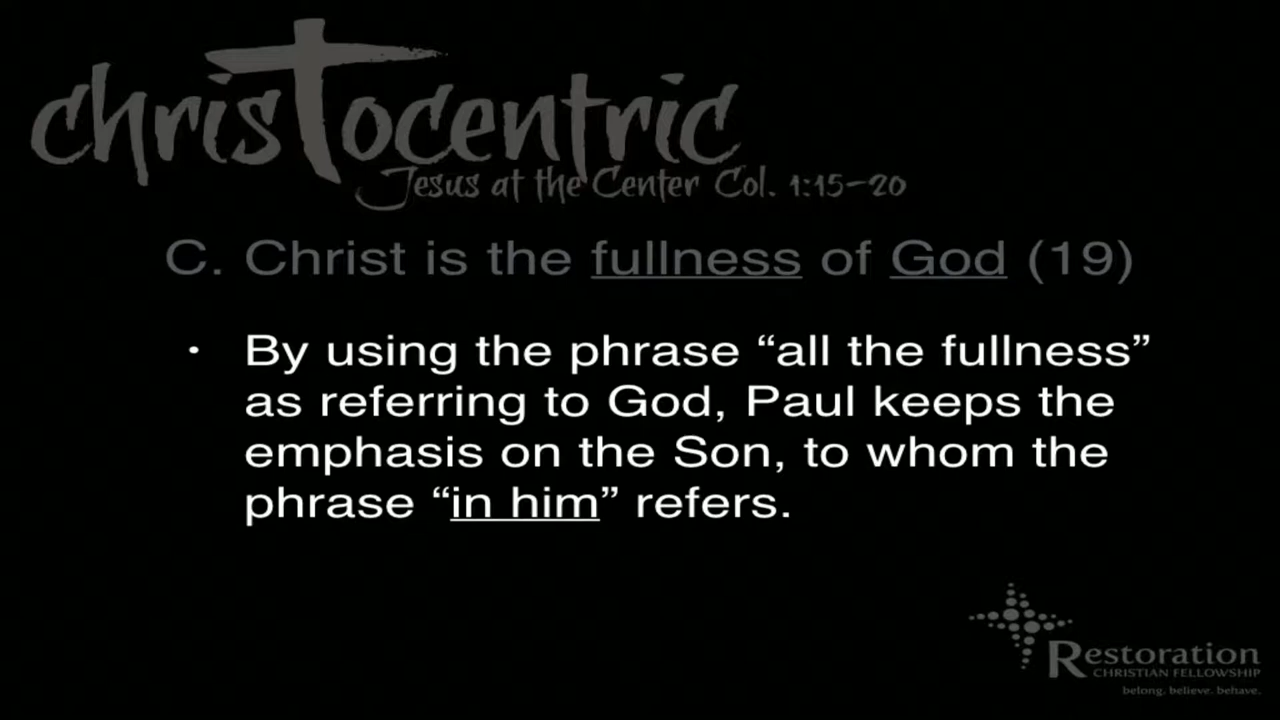 chrisTocentric
Jesus at the Center Col. 1:15-20
C. Christ is the fullness of God (19)
• By using the phrase “all the fullness”
as referring to God, Paul keeps the
emphasis on the Son, to whom the
phrase “in him” refers.
Restoration
CHRISTIAN FELLOWSHIP
belong. believe. behave.